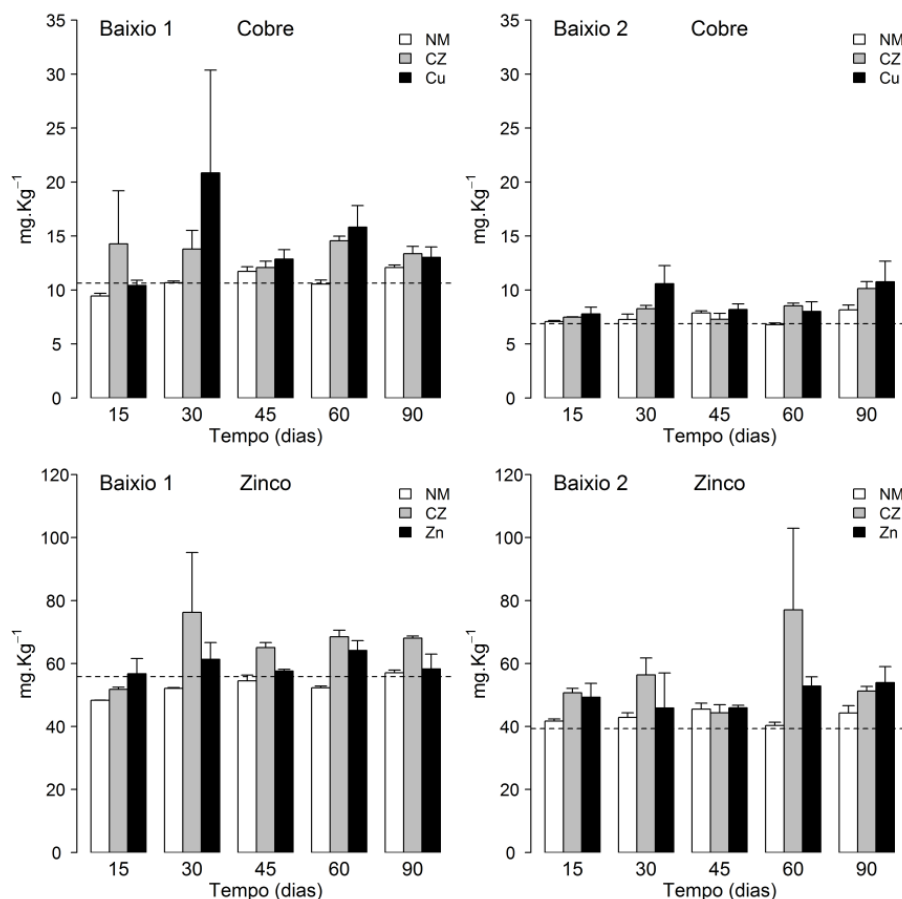 Baixio 1 Cobre
NM
CZ
Cu
35
30
25
20
15
10
5
0
mg.Kg⁻¹
15 30 45 60 90
Tempo (dias)
Baixio 2 Cobre
NM
CZ
Cu
35
30
25
20
15
10
5
0
mg.Kg⁻¹
15 30 45 60 90
Tempo (dias)
Baixio 1 Zinco
NM
CZ
Zn
120
100
80
60
40
20
0
mg.Kg⁻¹
15 30 45 60 90
Tempo (dias)
Baixio 2 Zinco
NM
CZ
Zn
120
100
80
60
40
20
0
mg.Kg⁻¹
15 30 45 60 90
Tempo (dias)